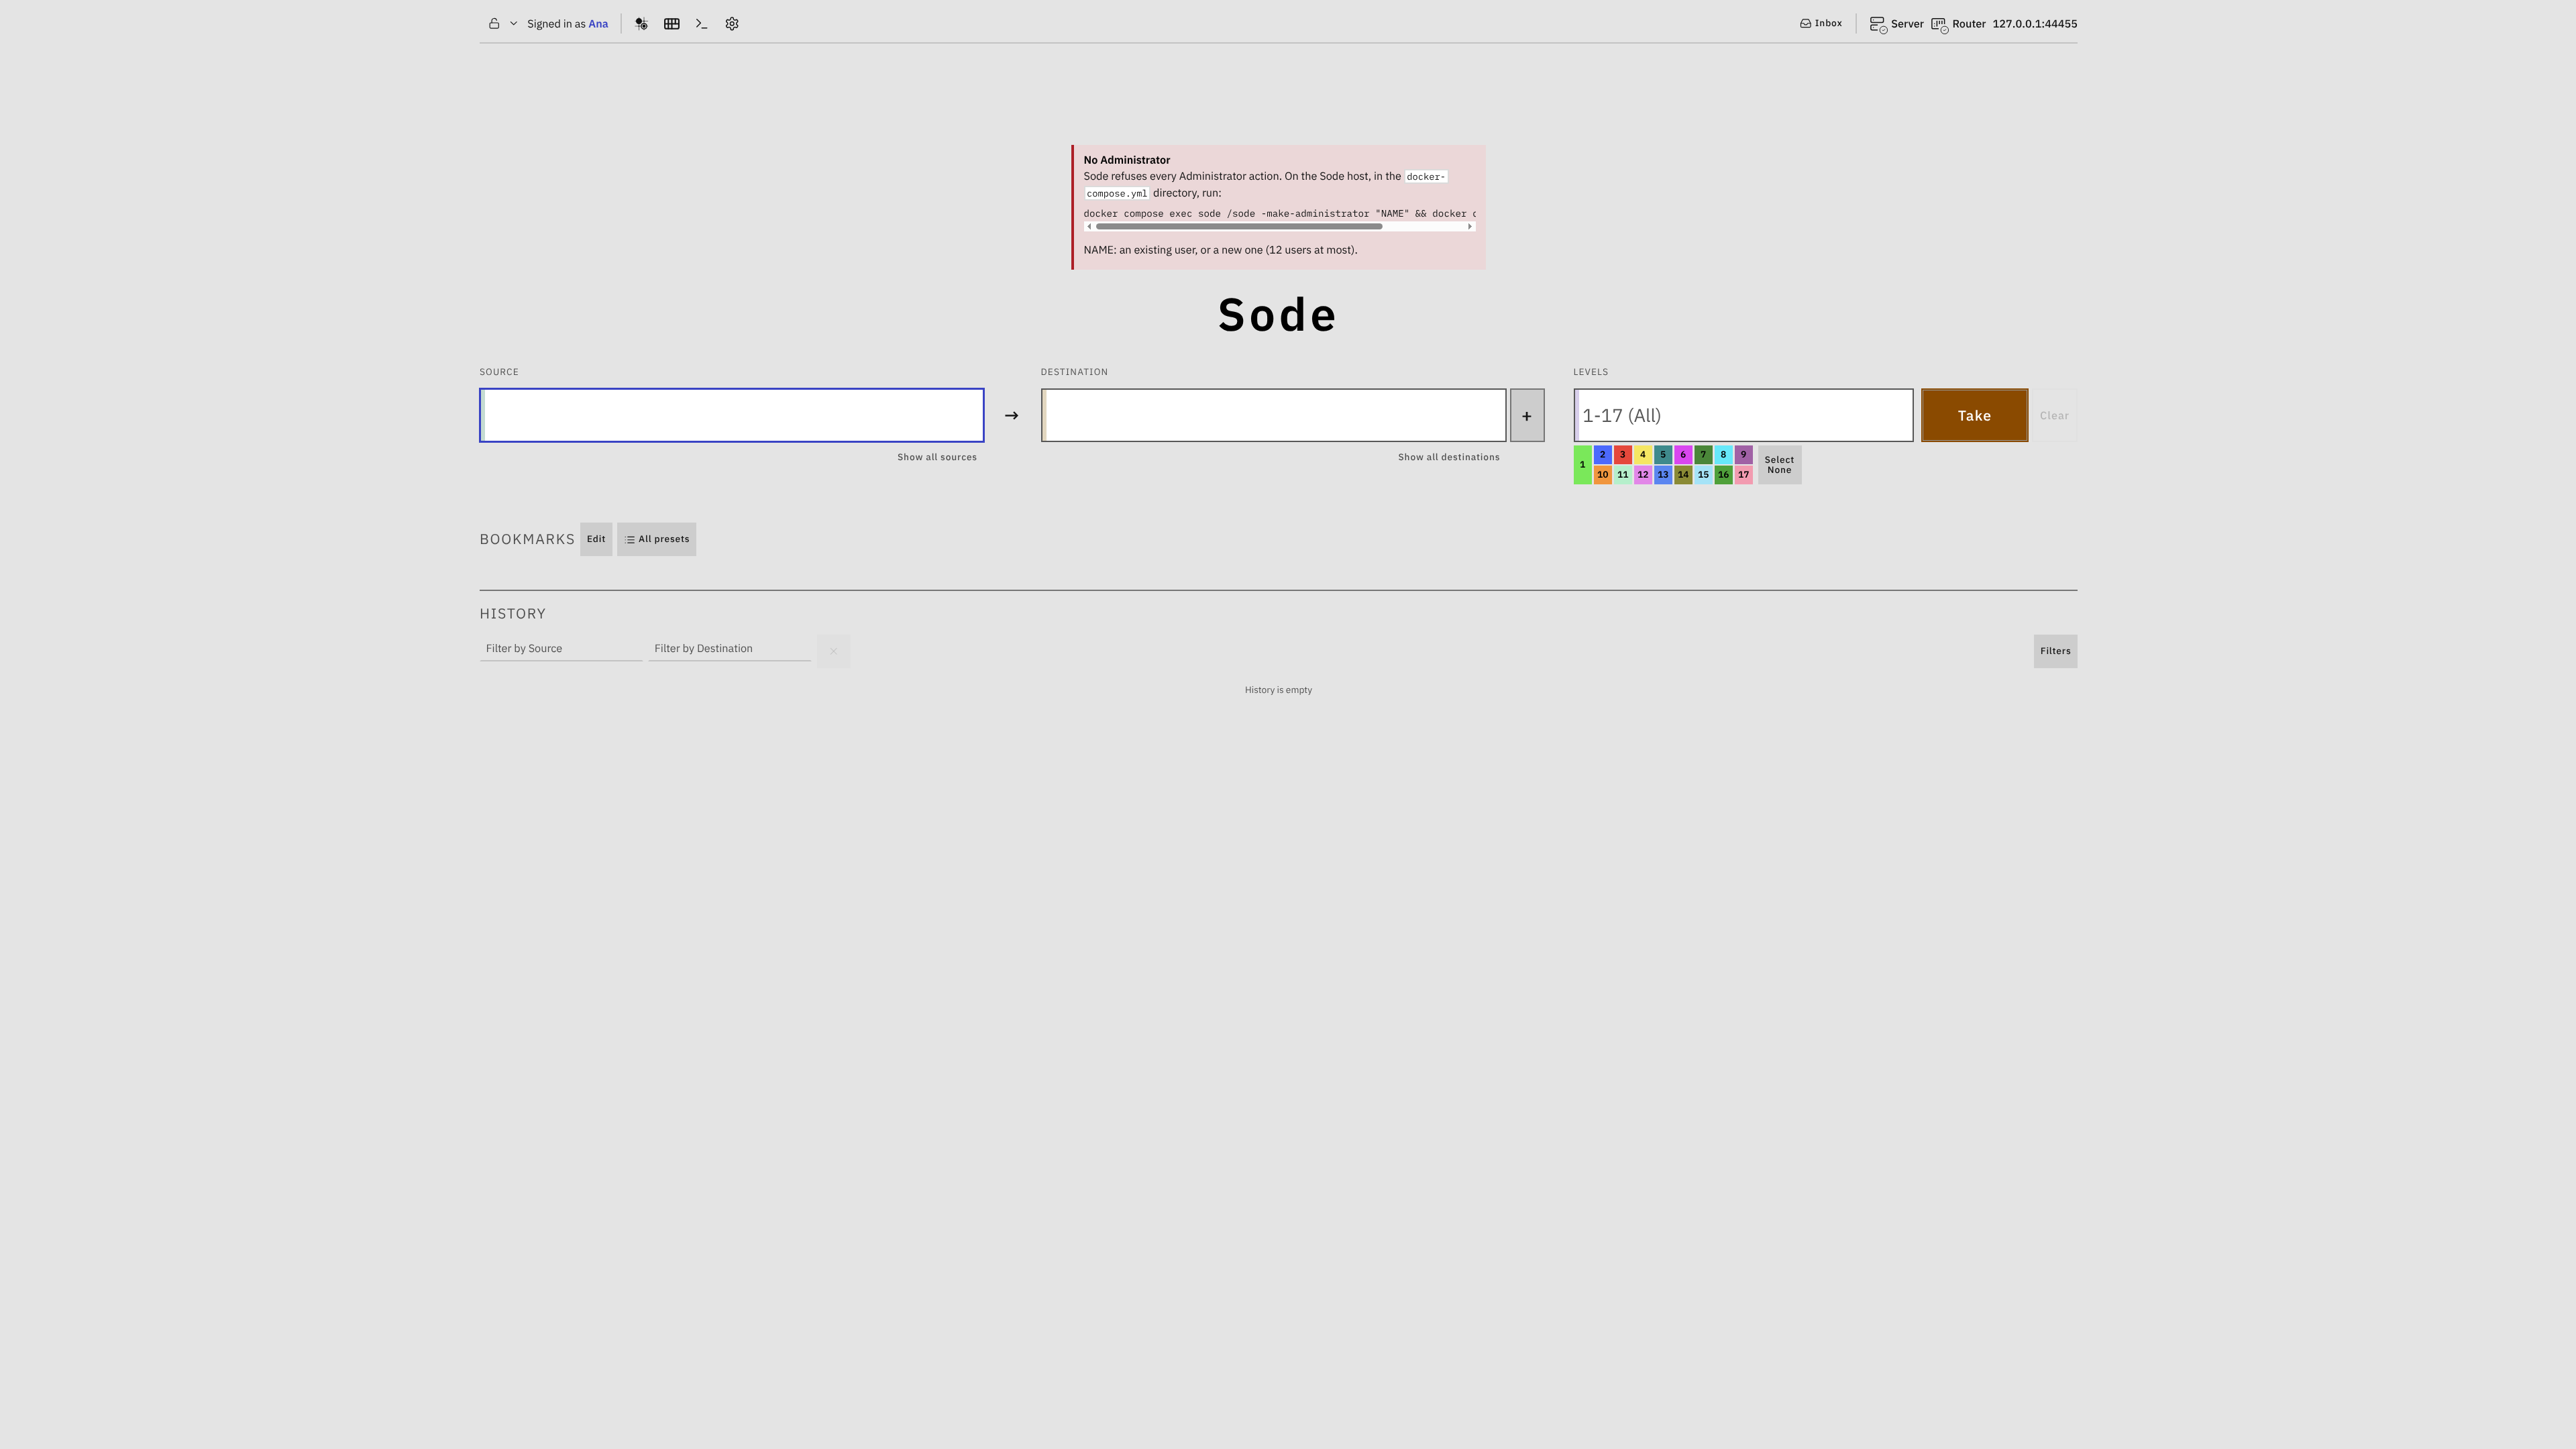 Signed in as Ana
Inbox
Server
Router
127.0.0.1:44455
No Administrator
Sode refuses every Administrator action. On the Sode host, in the docker-
compose.yml directory, run:
docker compose exec sode /sode -make-administrator "NAME" && docker c
NAME: an existing user, or a new one (12 users at most).
Sode
SOURCE
→
Show all sources
DESTINATION
+
Show all destinations
LEVELS
1-17 (All)
Take
Clear
1 2 3 4 5 6 7 8 9
10 11 12 13 14 15 16 17
Select
None
BOOKMARKS
Edit
All presets
HISTORY
Filter by Source
Filter by Destination
×
Filters
History is empty